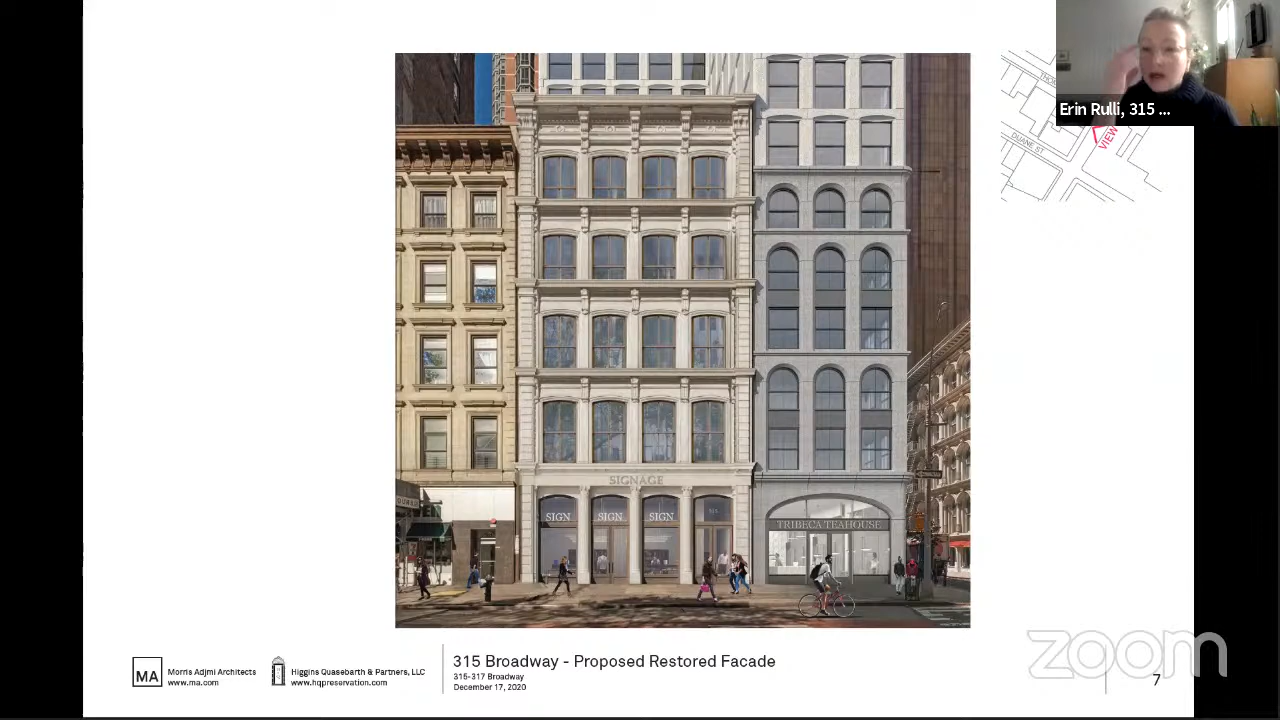 Erin Rulli, 315 ...
DUANE ST
VIEW
SIGNAGE
SIGN
SIGN
SIGN
TRIBECA TEAHOUSE
MA
Morris Adjmi Architects
www.ma.com
Higgins Quasebarth & Partners, LLC
www.hqpreservation.com
315 Broadway - Proposed Restored Facade
315-317 Broadway
December 17, 2020
zoom
7